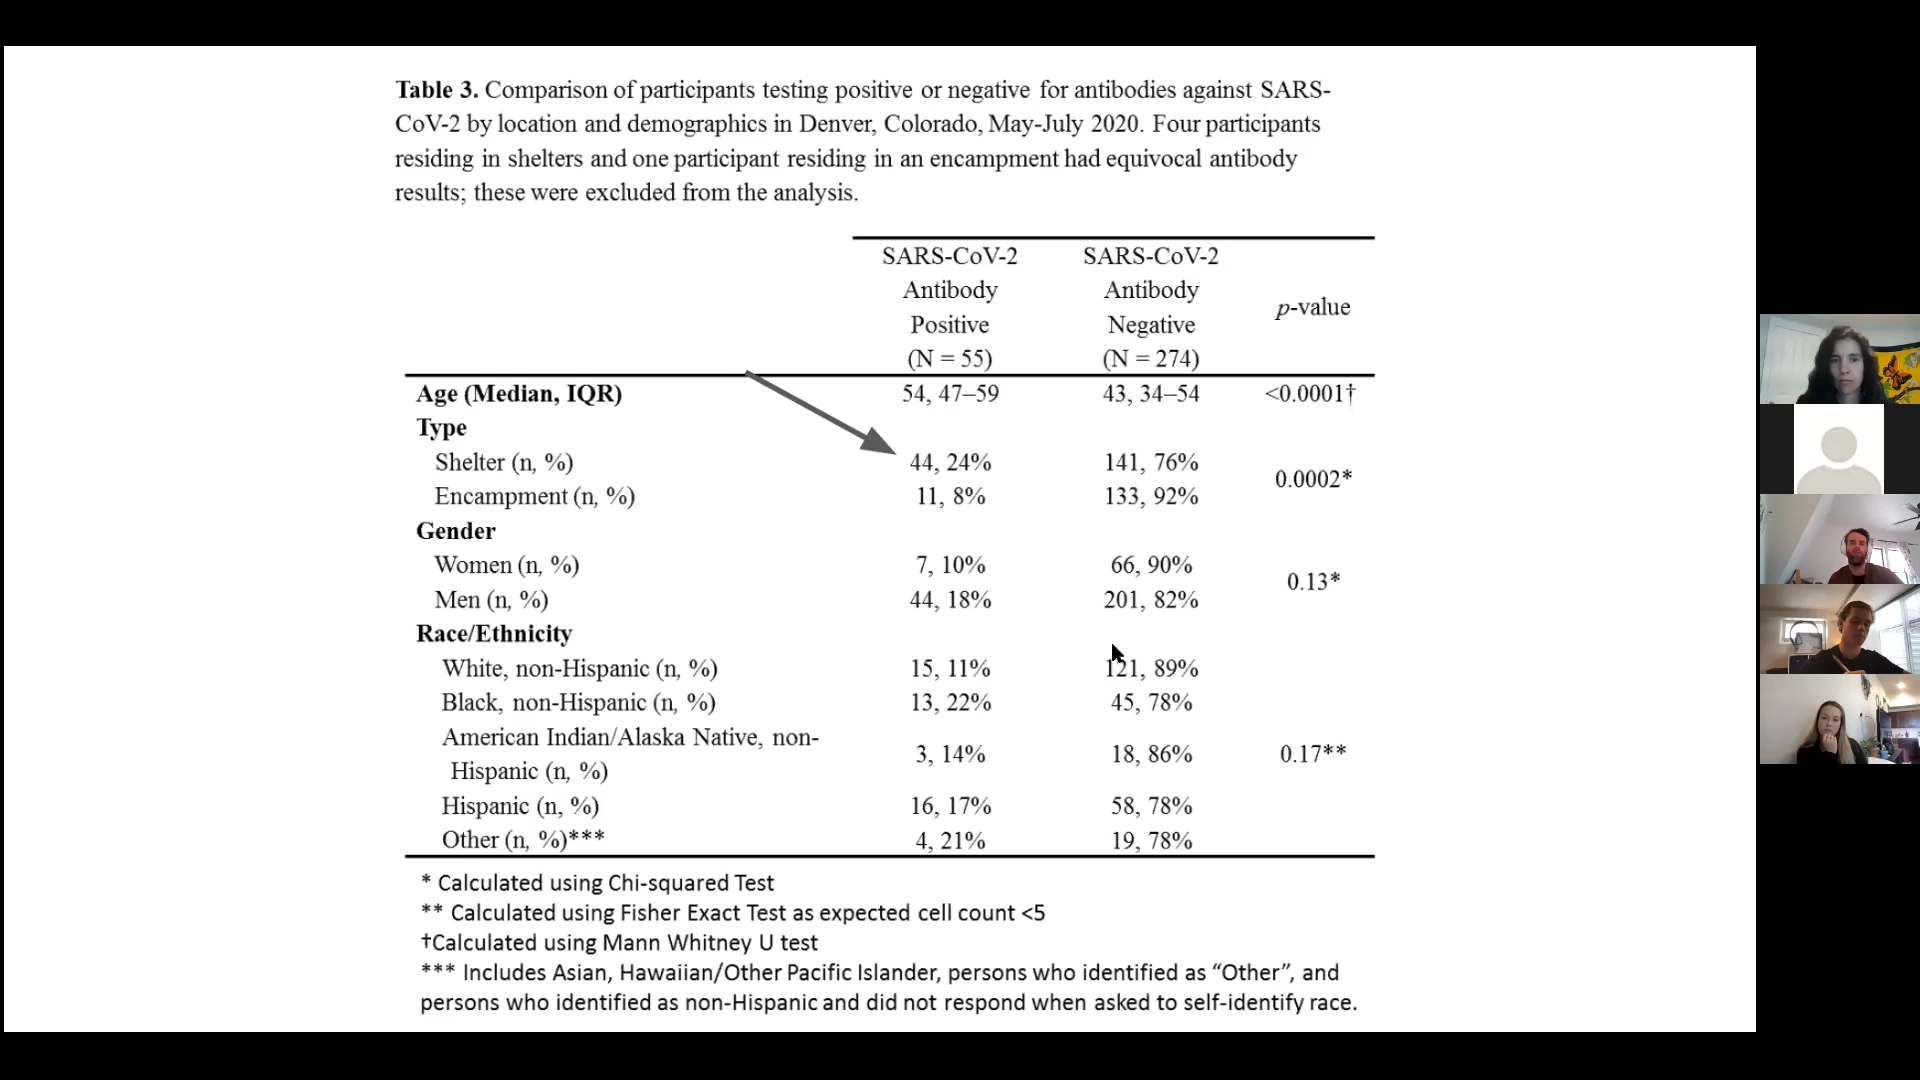 Table 3. Comparison of participants testing positive or negative for antibodies against SARS-
CoV-2 by location and demographics in Denver, Colorado, May-July 2020. Four participants
residing in shelters and one participant residing in an encampment had equivocal antibody
results; these were excluded from the analysis.
SARS-CoV-2 Antibody Positive (N = 55) SARS-CoV-2 Antibody Negative (N = 274) p-value
Age (Median, IQR) 54, 47–59 43, 34–54 <0.0001†
Type
Shelter (n, %) 44, 24% 141, 76%
0.0002*
Encampment (n, %) 11, 8% 133, 92%
Gender
Women (n, %) 7, 10% 66, 90%
0.13*
Men (n, %) 44, 18% 201, 82%
Race/Ethnicity
White, non-Hispanic (n, %) 15, 11% 121, 89%
Black, non-Hispanic (n, %) 13, 22% 45, 78%
American Indian/Alaska Native, non-
Hispanic (n, %) 3, 14% 18, 86% 0.17**
Hispanic (n, %) 16, 17% 58, 78%
Other (n, %)*** 4, 21% 19, 78%
* Calculated using Chi-squared Test
** Calculated using Fisher Exact Test as expected cell count <5
†Calculated using Mann Whitney U test
*** Includes Asian, Hawaiian/Other Pacific Islander, persons who identified as “Other”, and
persons who identified as non-Hispanic and did not respond when asked to self-identify race.